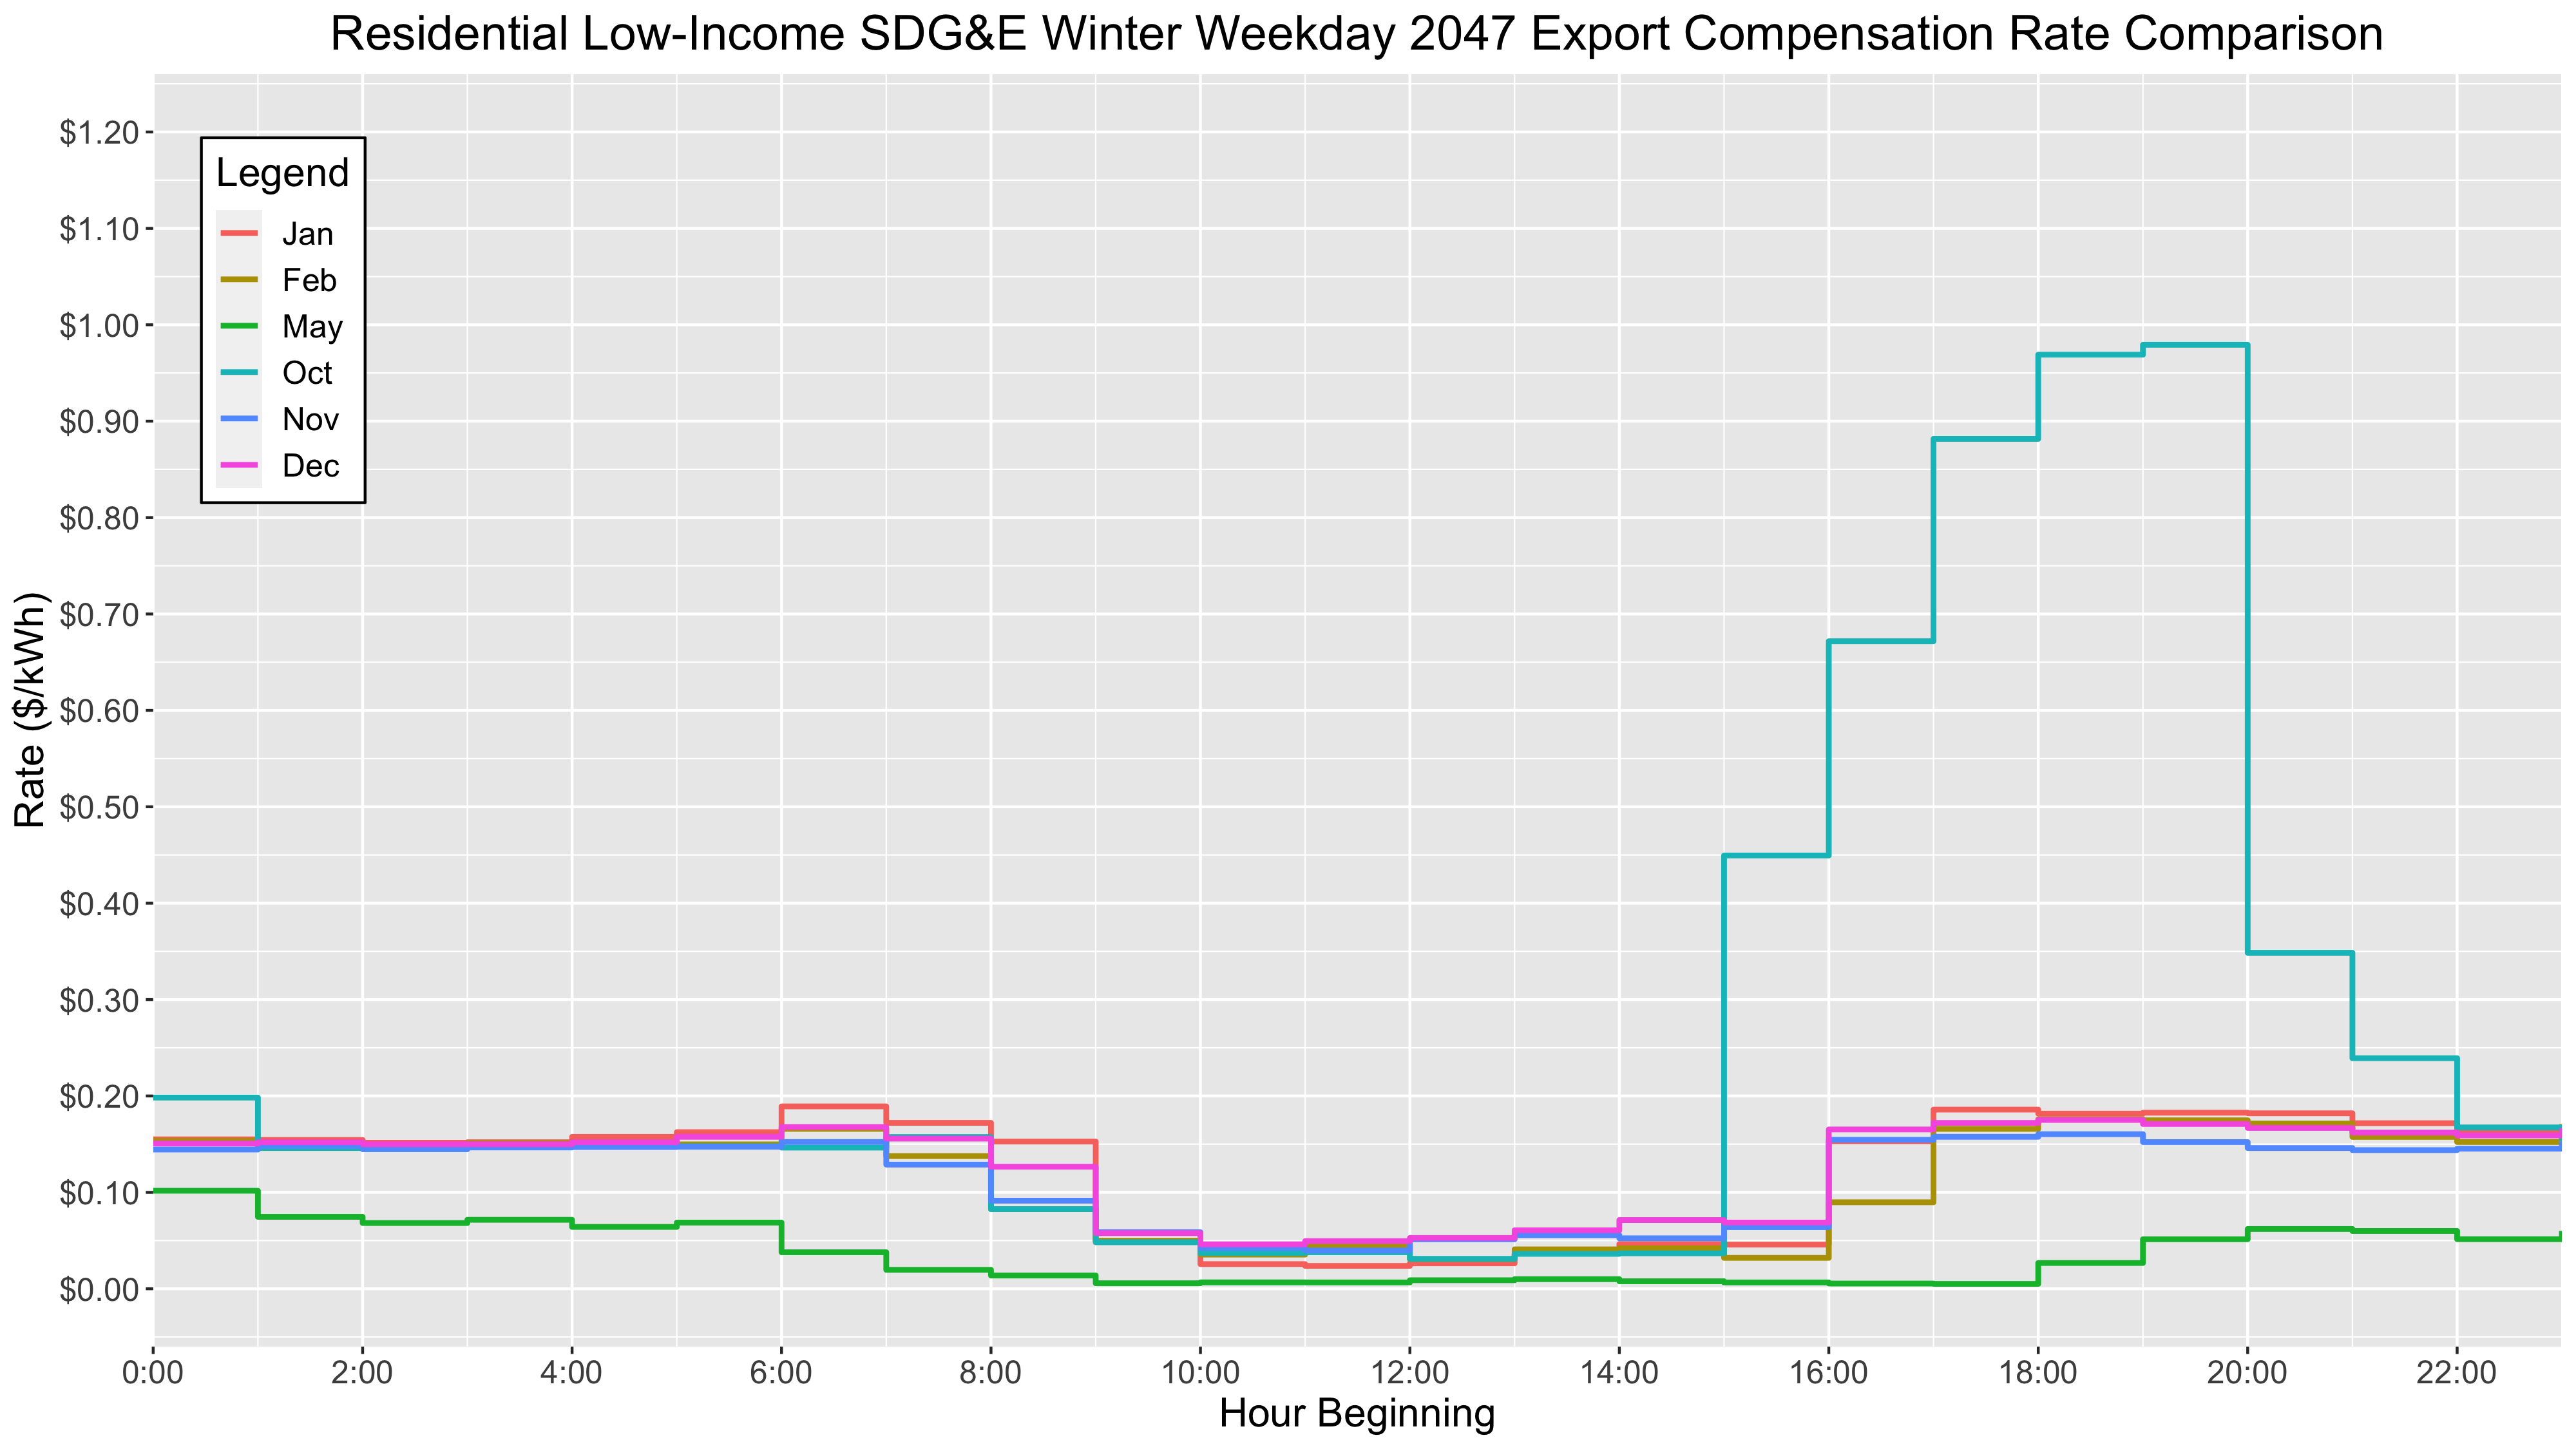 Residential Low-Income SDG&E Winter Weekday 2047 Export Compensation Rate Comparison
$1.20
$1.10
$1.00
$0.90
$0.80
$0.70
$0.60
$0.50
$0.40
$0.30
$0.20
$0.10
$0.00
Rate ($/kWh)
Legend
Jan
Feb
May
Oct
Nov
Dec
0:00 2:00 4:00 6:00 8:00 10:00 12:00 14:00 16:00 18:00 20:00 22:00
Hour Beginning